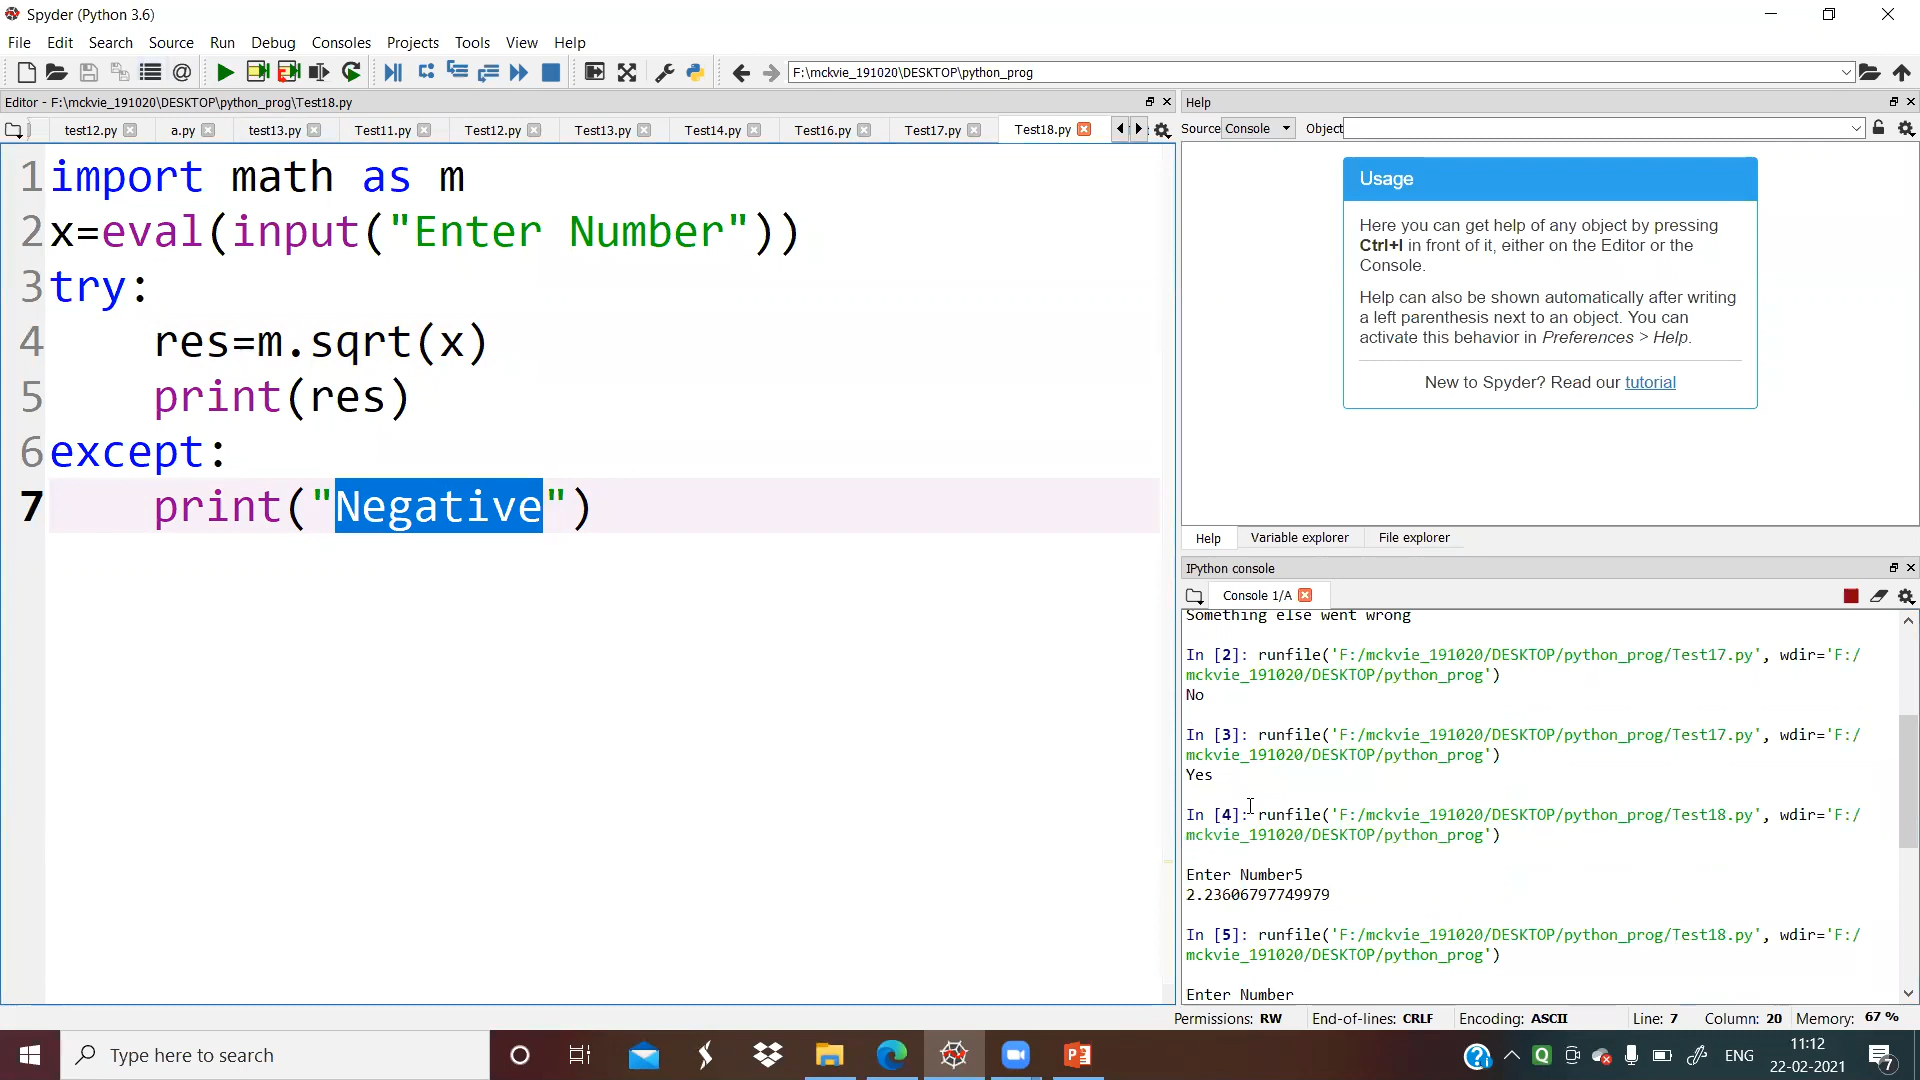 Spyder (Python 3.6)
File Edit Search Source Run Debug Consoles Projects Tools View Help
F:\mckvie_191020\DESKTOP\python_prog
Editor - F:\mckvie_191020\DESKTOP\python_prog\Test18.py
test12.py a.py test13.py Test11.py Test12.py Test13.py Test14.py Test16.py Test17.py Test18.py
1 import math as m
2 x=eval(input("Enter Number"))
3 try:
4 res=m.sqrt(x)
5 print(res)
6 except:
7 print("Negative")
Help
Source Console Object
Usage
Here you can get help of any object by pressing
Ctrl+I in front of it, either on the Editor or the
Console.
Help can also be shown automatically after writing
a left parenthesis next to an object. You can
activate this behavior in Preferences > Help.
New to Spyder? Read our tutorial
Help Variable explorer File explorer
IPython console
Console 1/A
Something else went wrong
In [2]: runfile('F:/mckvie_191020/DESKTOP/python_prog/Test17.py', wdir='F:/
mckvie_191020/DESKTOP/python_prog')
No
In [3]: runfile('F:/mckvie_191020/DESKTOP/python_prog/Test17.py', wdir='F:/
mckvie_191020/DESKTOP/python_prog')
Yes
In [4]: runfile('F:/mckvie_191020/DESKTOP/python_prog/Test18.py', wdir='F:/
mckvie_191020/DESKTOP/python_prog')
Enter Number5
2.23606797749979
In [5]: runfile('F:/mckvie_191020/DESKTOP/python_prog/Test18.py', wdir='F:/
mckvie_191020/DESKTOP/python_prog')
Enter Number
Permissions: RW End-of-lines: CRLF Encoding: ASCII Line: 7 Column: 20 Memory: 67 %
Type here to search
ENG
11:12
22-02-2021
7